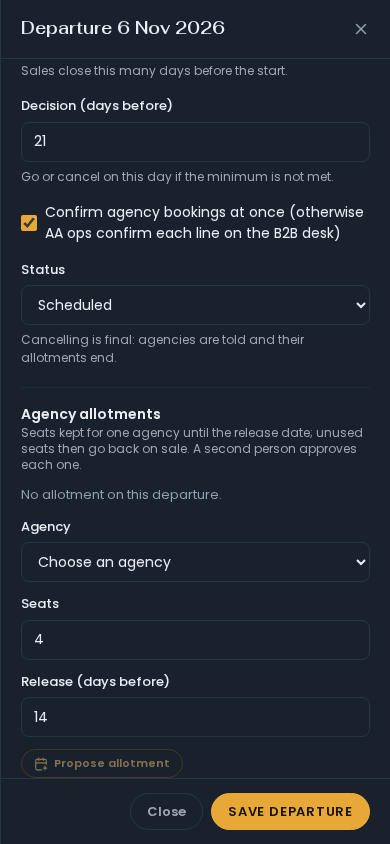 Departure 6 Nov 2026
Sales close this many days before the start.
Decision (days before)
21
Go or cancel on this day if the minimum is not met.
Confirm agency bookings at once (otherwise
AA ops confirm each line on the B2B desk)
Status
Scheduled
Cancelling is final: agencies are told and their
allotments end.
Agency allotments
Seats kept for one agency until the release date; unused
seats then go back on sale. A second person approves
each one.
No allotment on this departure.
Agency
Choose an agency
Seats
4
Release (days before)
14
Propose allotment
Close
SAVE DEPARTURE